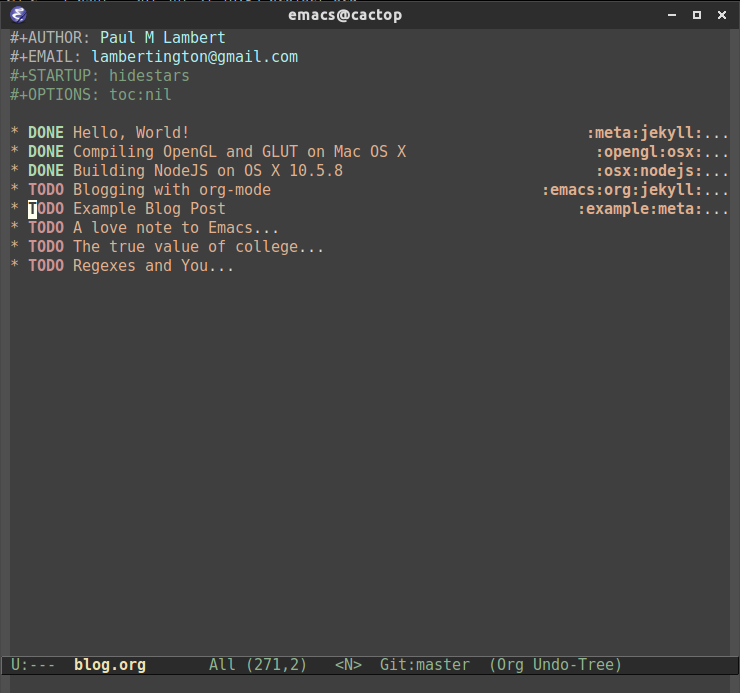 emacs@cactop
#+AUTHOR: Paul M Lambert
#+EMAIL: lambertington@gmail.com
#+STARTUP: hidestars
#+OPTIONS: toc:nil
* DONE Hello, World! :meta:jekyll:...
* DONE Compiling OpenGL and GLUT on Mac OS X :opengl:osx:...
* DONE Building NodeJS on OS X 10.5.8 :osx:nodejs:...
* TODO Blogging with org-mode :emacs:org:jekyll:...
* TODO Example Blog Post :example:meta:...
* TODO A love note to Emacs...
* TODO The true value of college...
* TODO Regexes and You...
U:--- blog.org All (271,2) <N> Git:master (Org Undo-Tree)